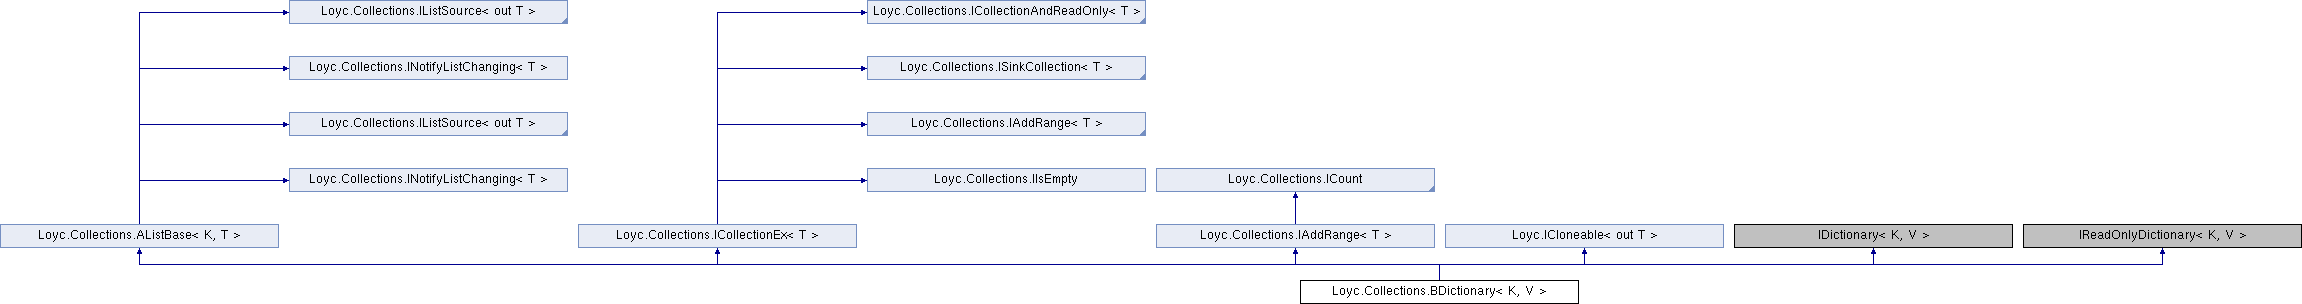 Loyc.Collections.IListSource< out T >
Loyc.Collections.ICollectionAndReadOnly< T >
Loyc.Collections.INotifyListChanging< T >
Loyc.Collections.ISinkCollection< T >
Loyc.Collections.IListSource< out T >
Loyc.Collections.IAddRange< T >
Loyc.Collections.INotifyListChanging< T >
Loyc.Collections.IIsEmpty
Loyc.Collections.ICount
Loyc.Collections.AListBase< K, T >
Loyc.Collections.ICollectionEx< T >
Loyc.Collections.IAddRange< T >
Loyc.ICloneable< out T >
IDictionary< K, V >
IReadOnlyDictionary< K, V >
Loyc.Collections.BDictionary< K, V >